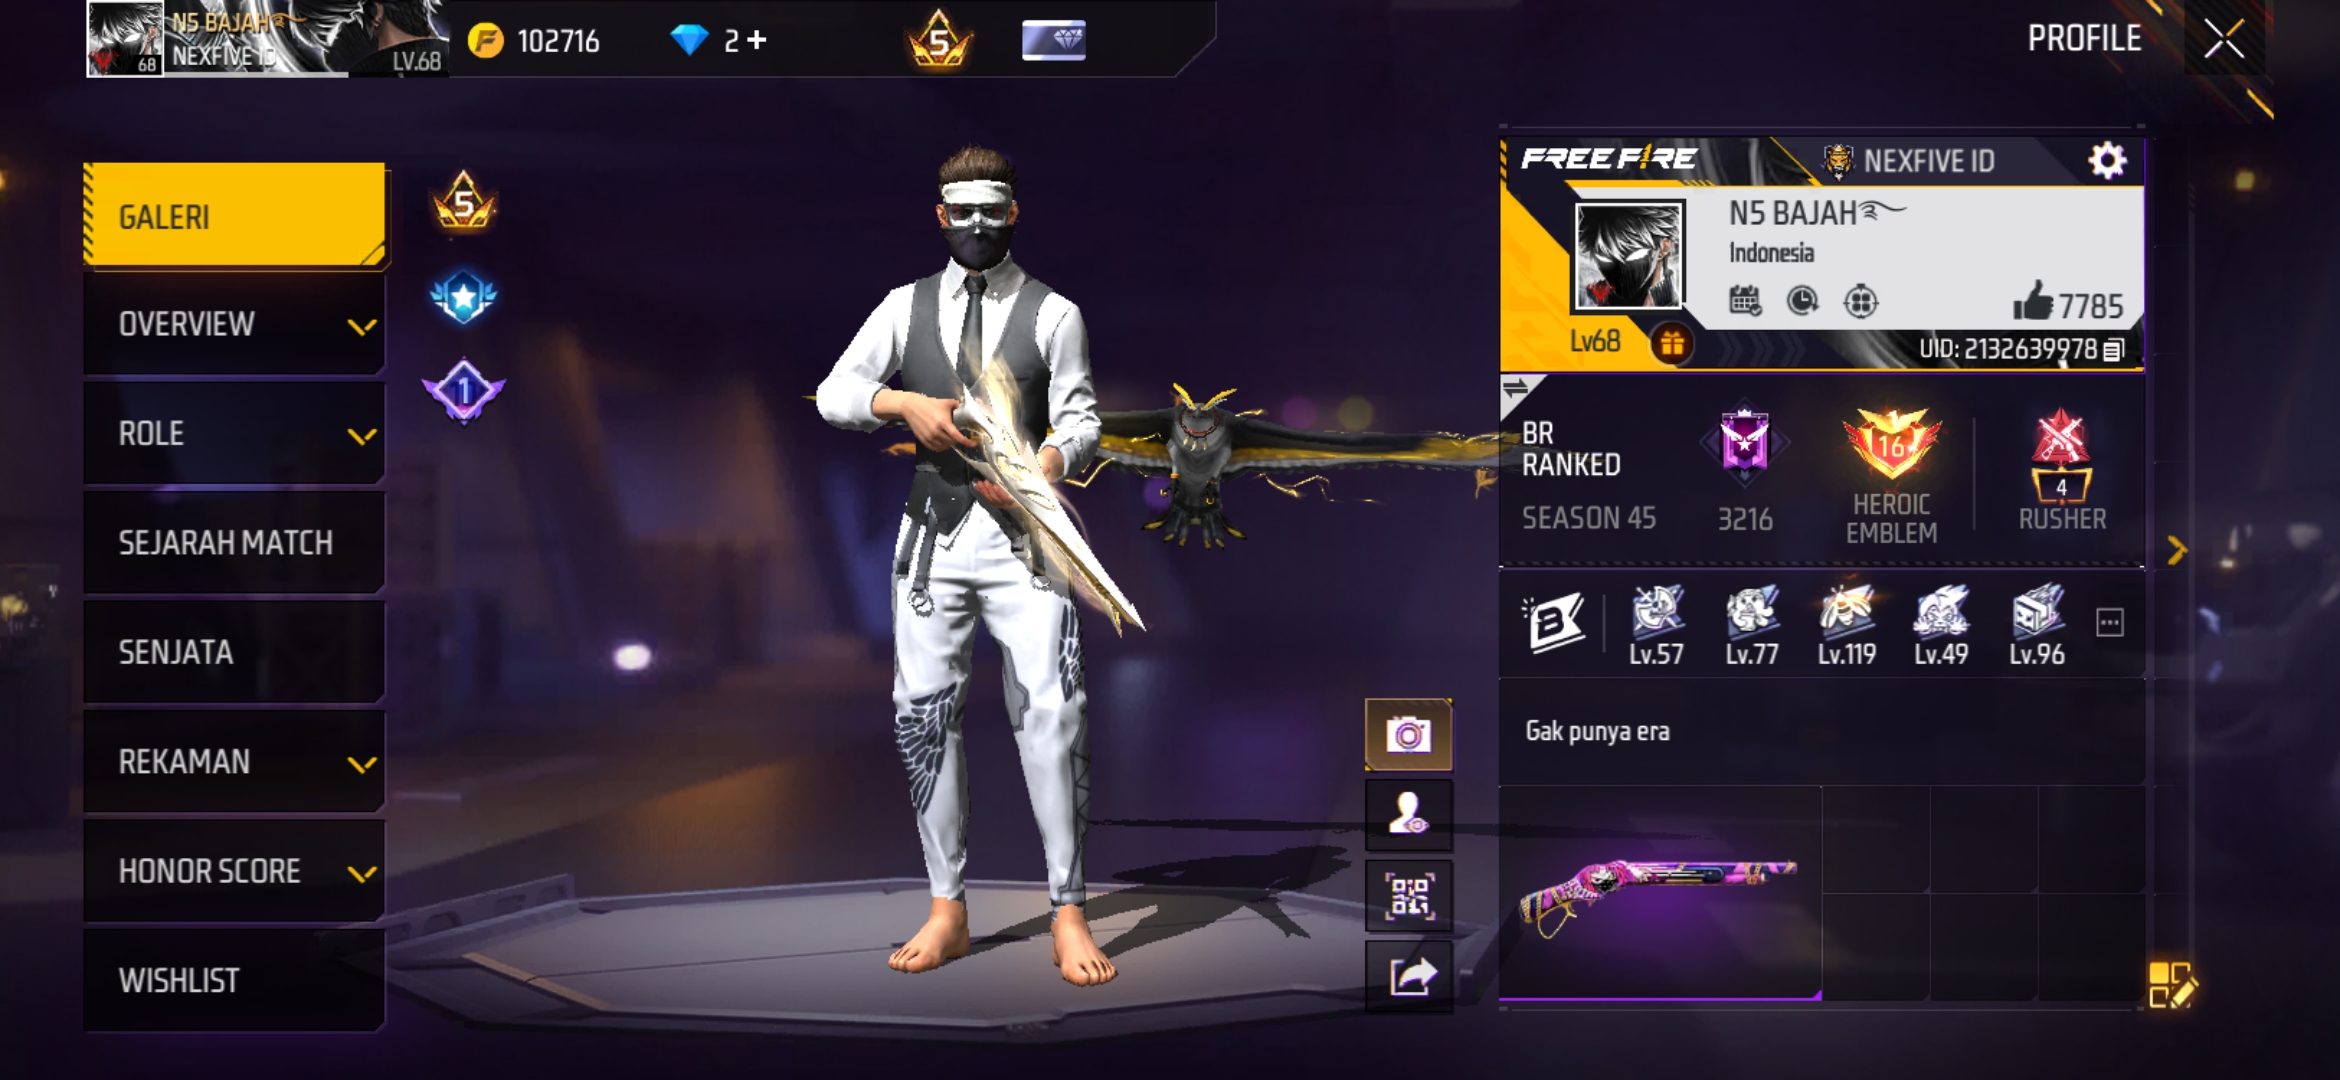 N5 BAJAH
NEXFIVE ID
68
LV.68
102716
2 +
5
PROFILE
GALERI
OVERVIEW
ROLE
SEJARAH MATCH
SENJATA
REKAMAN
HONOR SCORE
WISHLIST
5
1
FREE FIRE
NEXFIVE ID
N5 BAJAH
Indonesia
7785
Lv68
UID: 2132639978
BR
RANKED
SEASON 45
3216
16
HEROIC
EMBLEM
4
RUSHER
B
Lv.57
Lv.77
Lv.119
Lv.49
Lv.96
Gak punya era